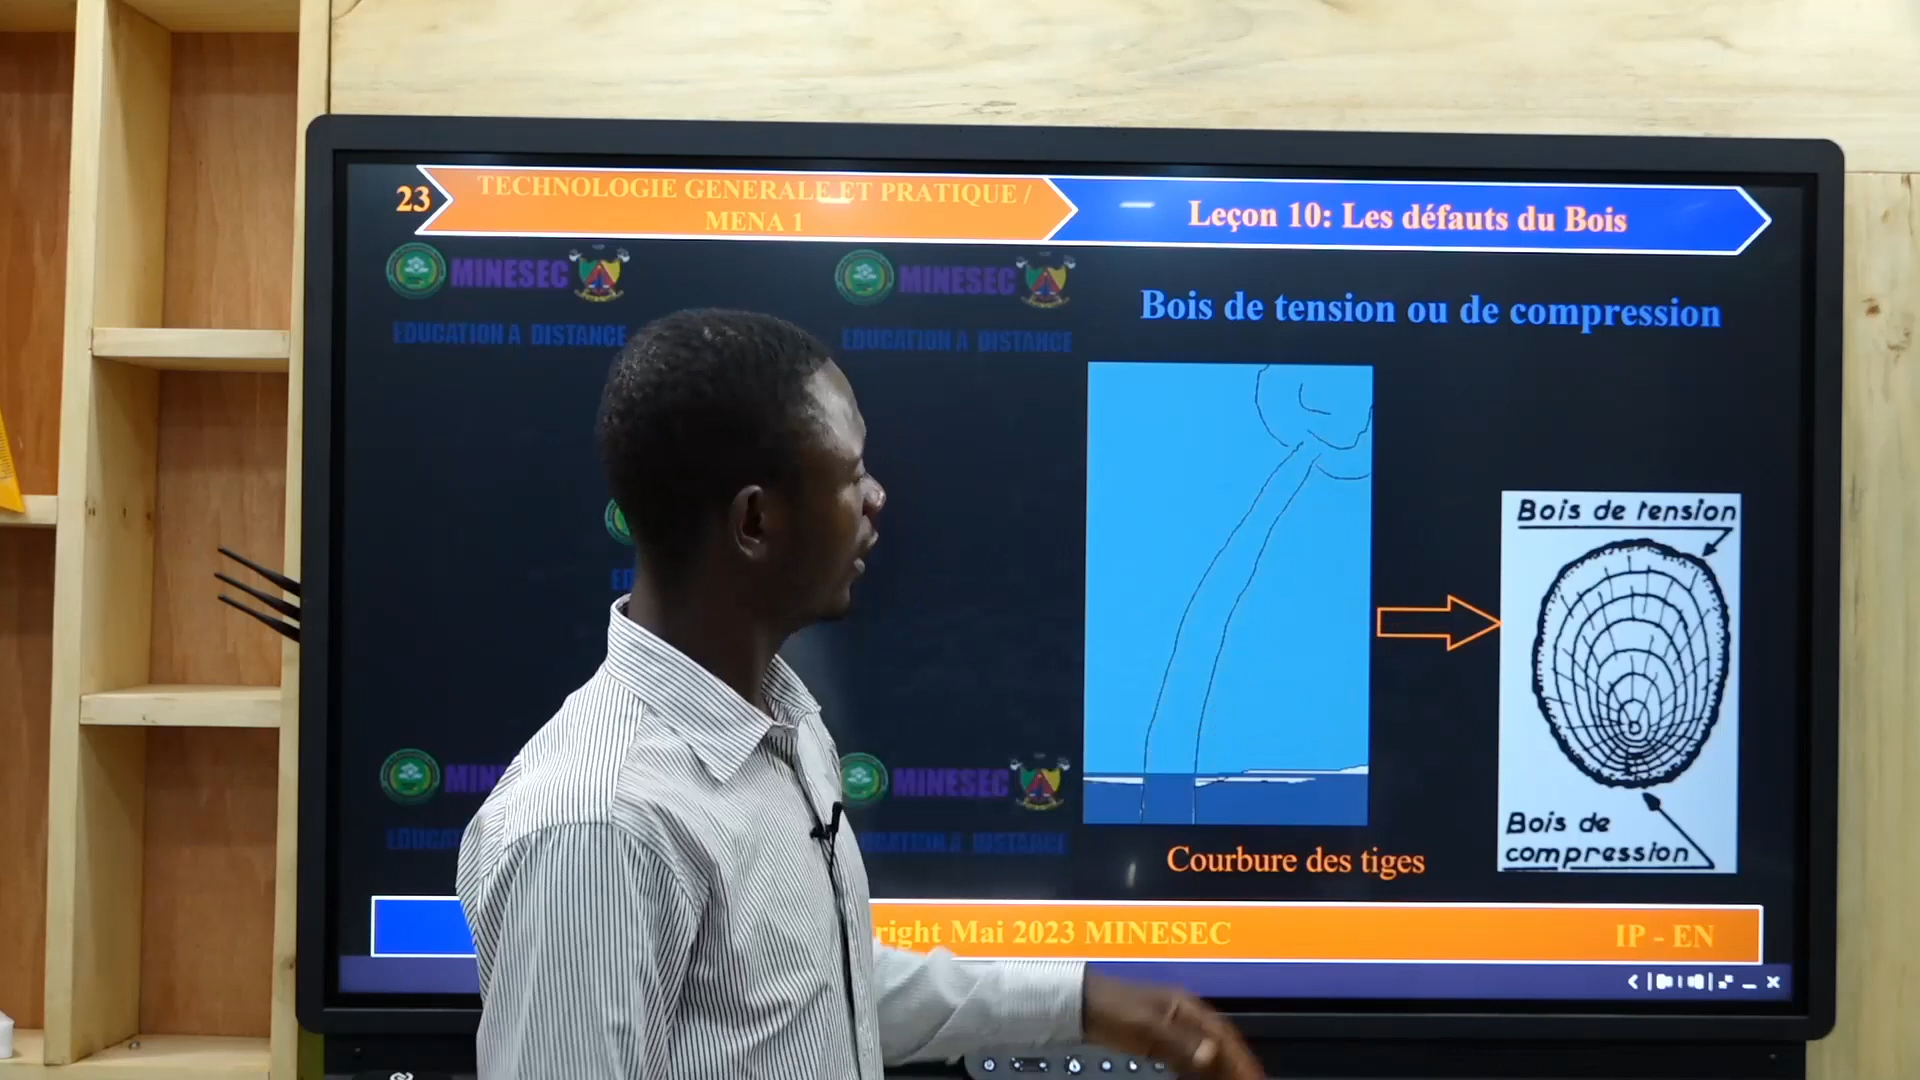 23
TECHNOLOGIE GENERALE ET PRATIQUE /
MENA 1
Leçon 10: Les défauts du Bois
MINESEC
EDUCATION A DISTANCE
MINESEC
EDUCATION A DISTANCE
Bois de tension ou de compression
Bois de tension
Bois de
compression
MINESEC
Courbure des tiges
Mai 2023 MINESEC
IP - EN